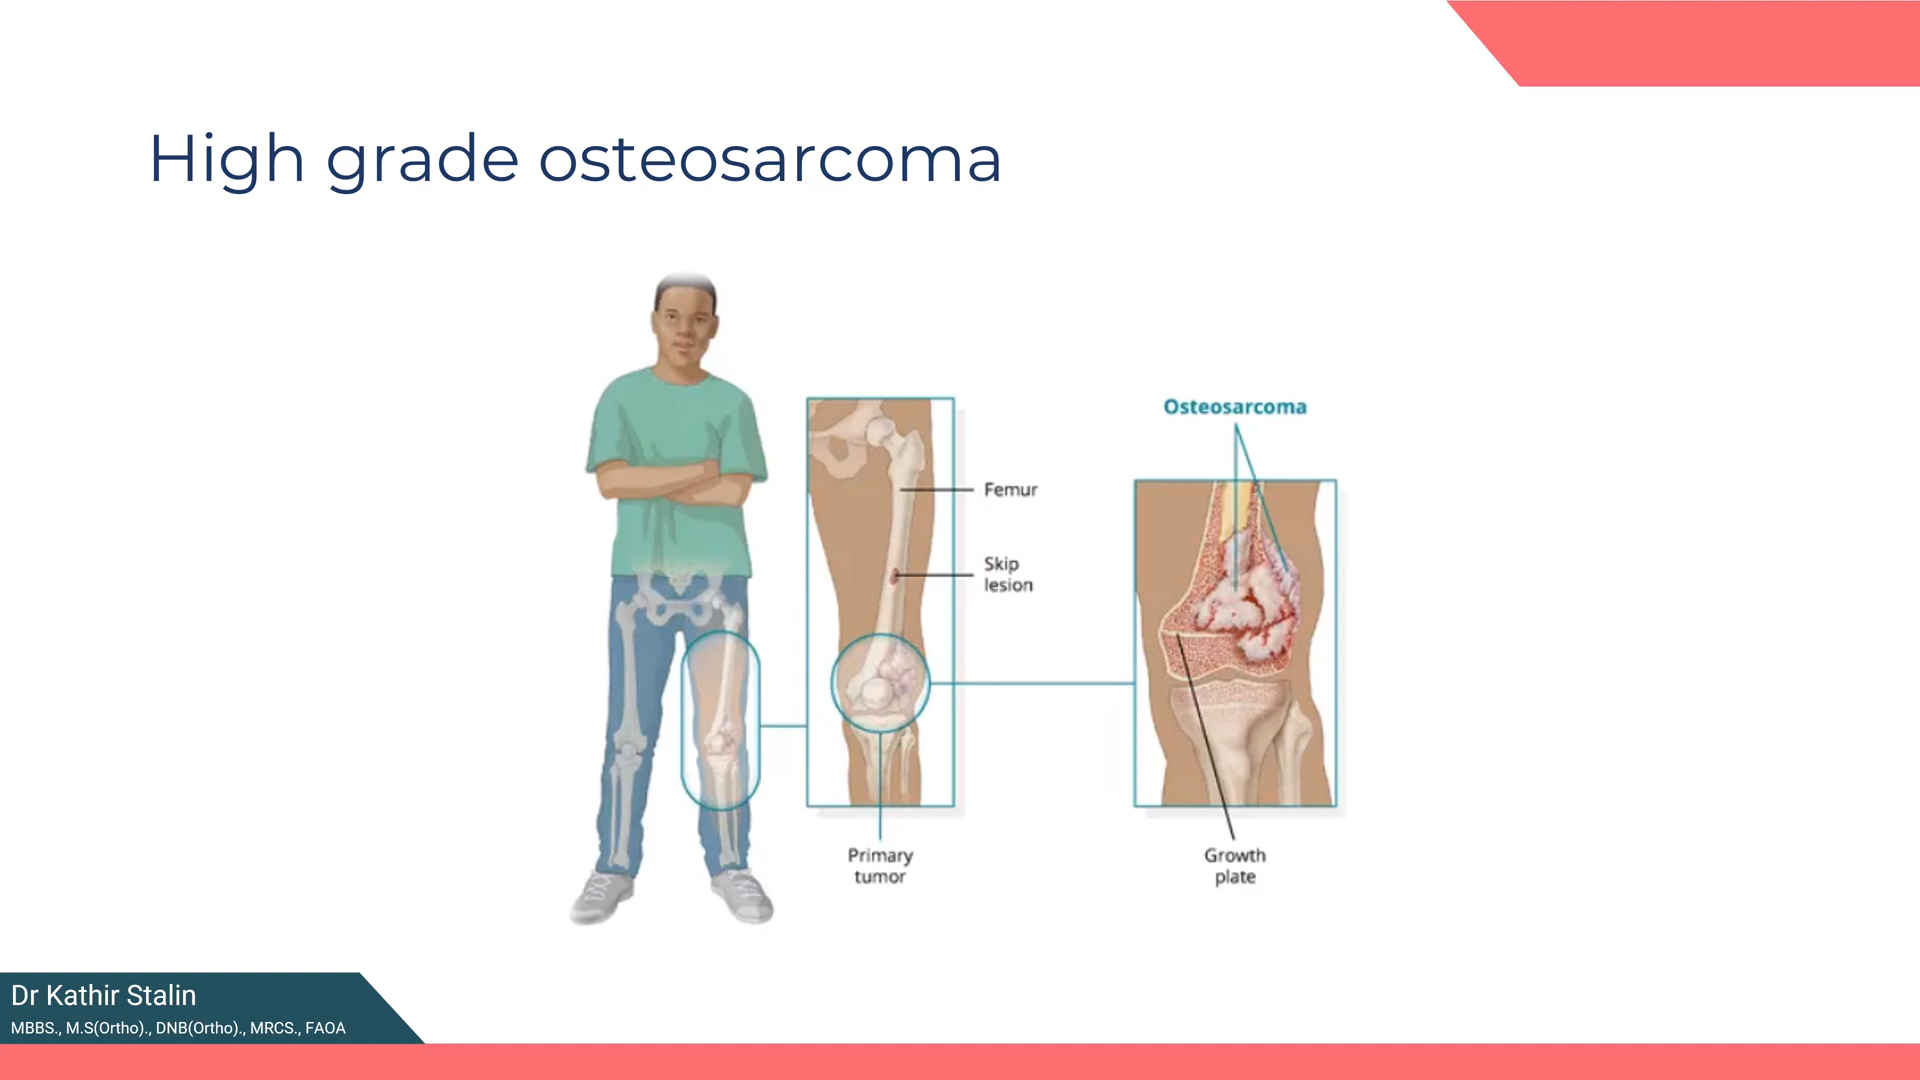 High grade osteosarcoma
Osteosarcoma
Femur
Skip
lesion
Primary
tumor
Growth
plate
Dr Kathir Stalin
MBBS., M.S(Ortho)., DNB(Ortho)., MRCS., FAOA